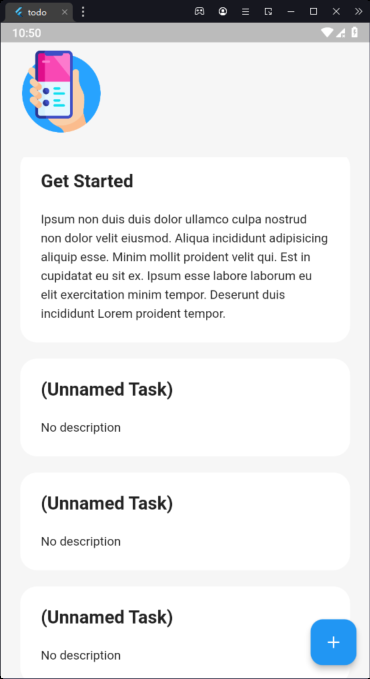 todo
10:50
Get Started
Ipsum non duis duis dolor ullamco culpa nostrud
non dolor velit eiusmod. Aliqua incididunt adipisicing
aliquip esse. Minim mollit proident velit qui. Est in
cupidatat eu sit ex. Ipsum esse labore laborum eu
elit exercitation minim tempor. Deserunt duis
incididunt Lorem proident tempor.
(Unnamed Task)
No description
(Unnamed Task)
No description
(Unnamed Task)
No description